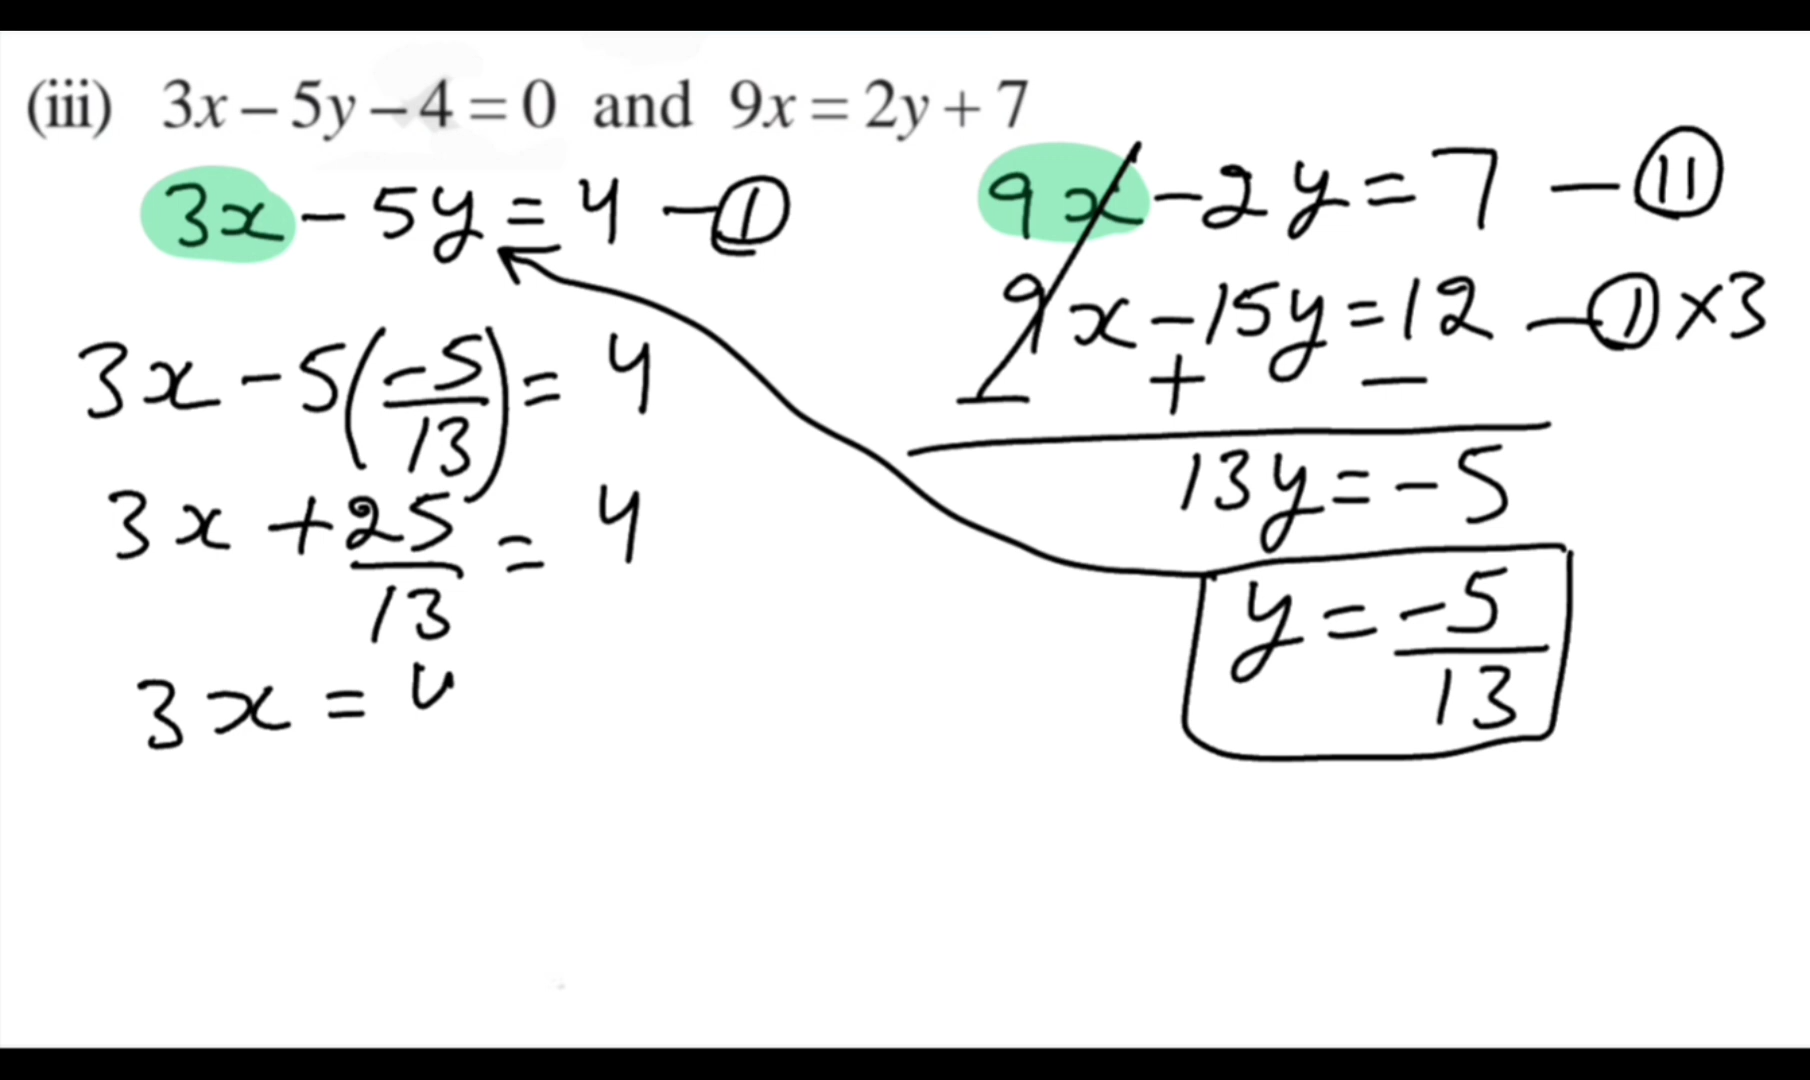 (iii) 3x – 5y – 4 = 0 and 9x = 2y + 7
3x - 5y = 4 - ①
3x - 5(-5/13) = 4
3x + 25/13 = 4
3x = 4
9x - 2y = 7 - ⑪
9x - 15y = 12 - ① × 3
+ -
13y = -5
y = -5/13